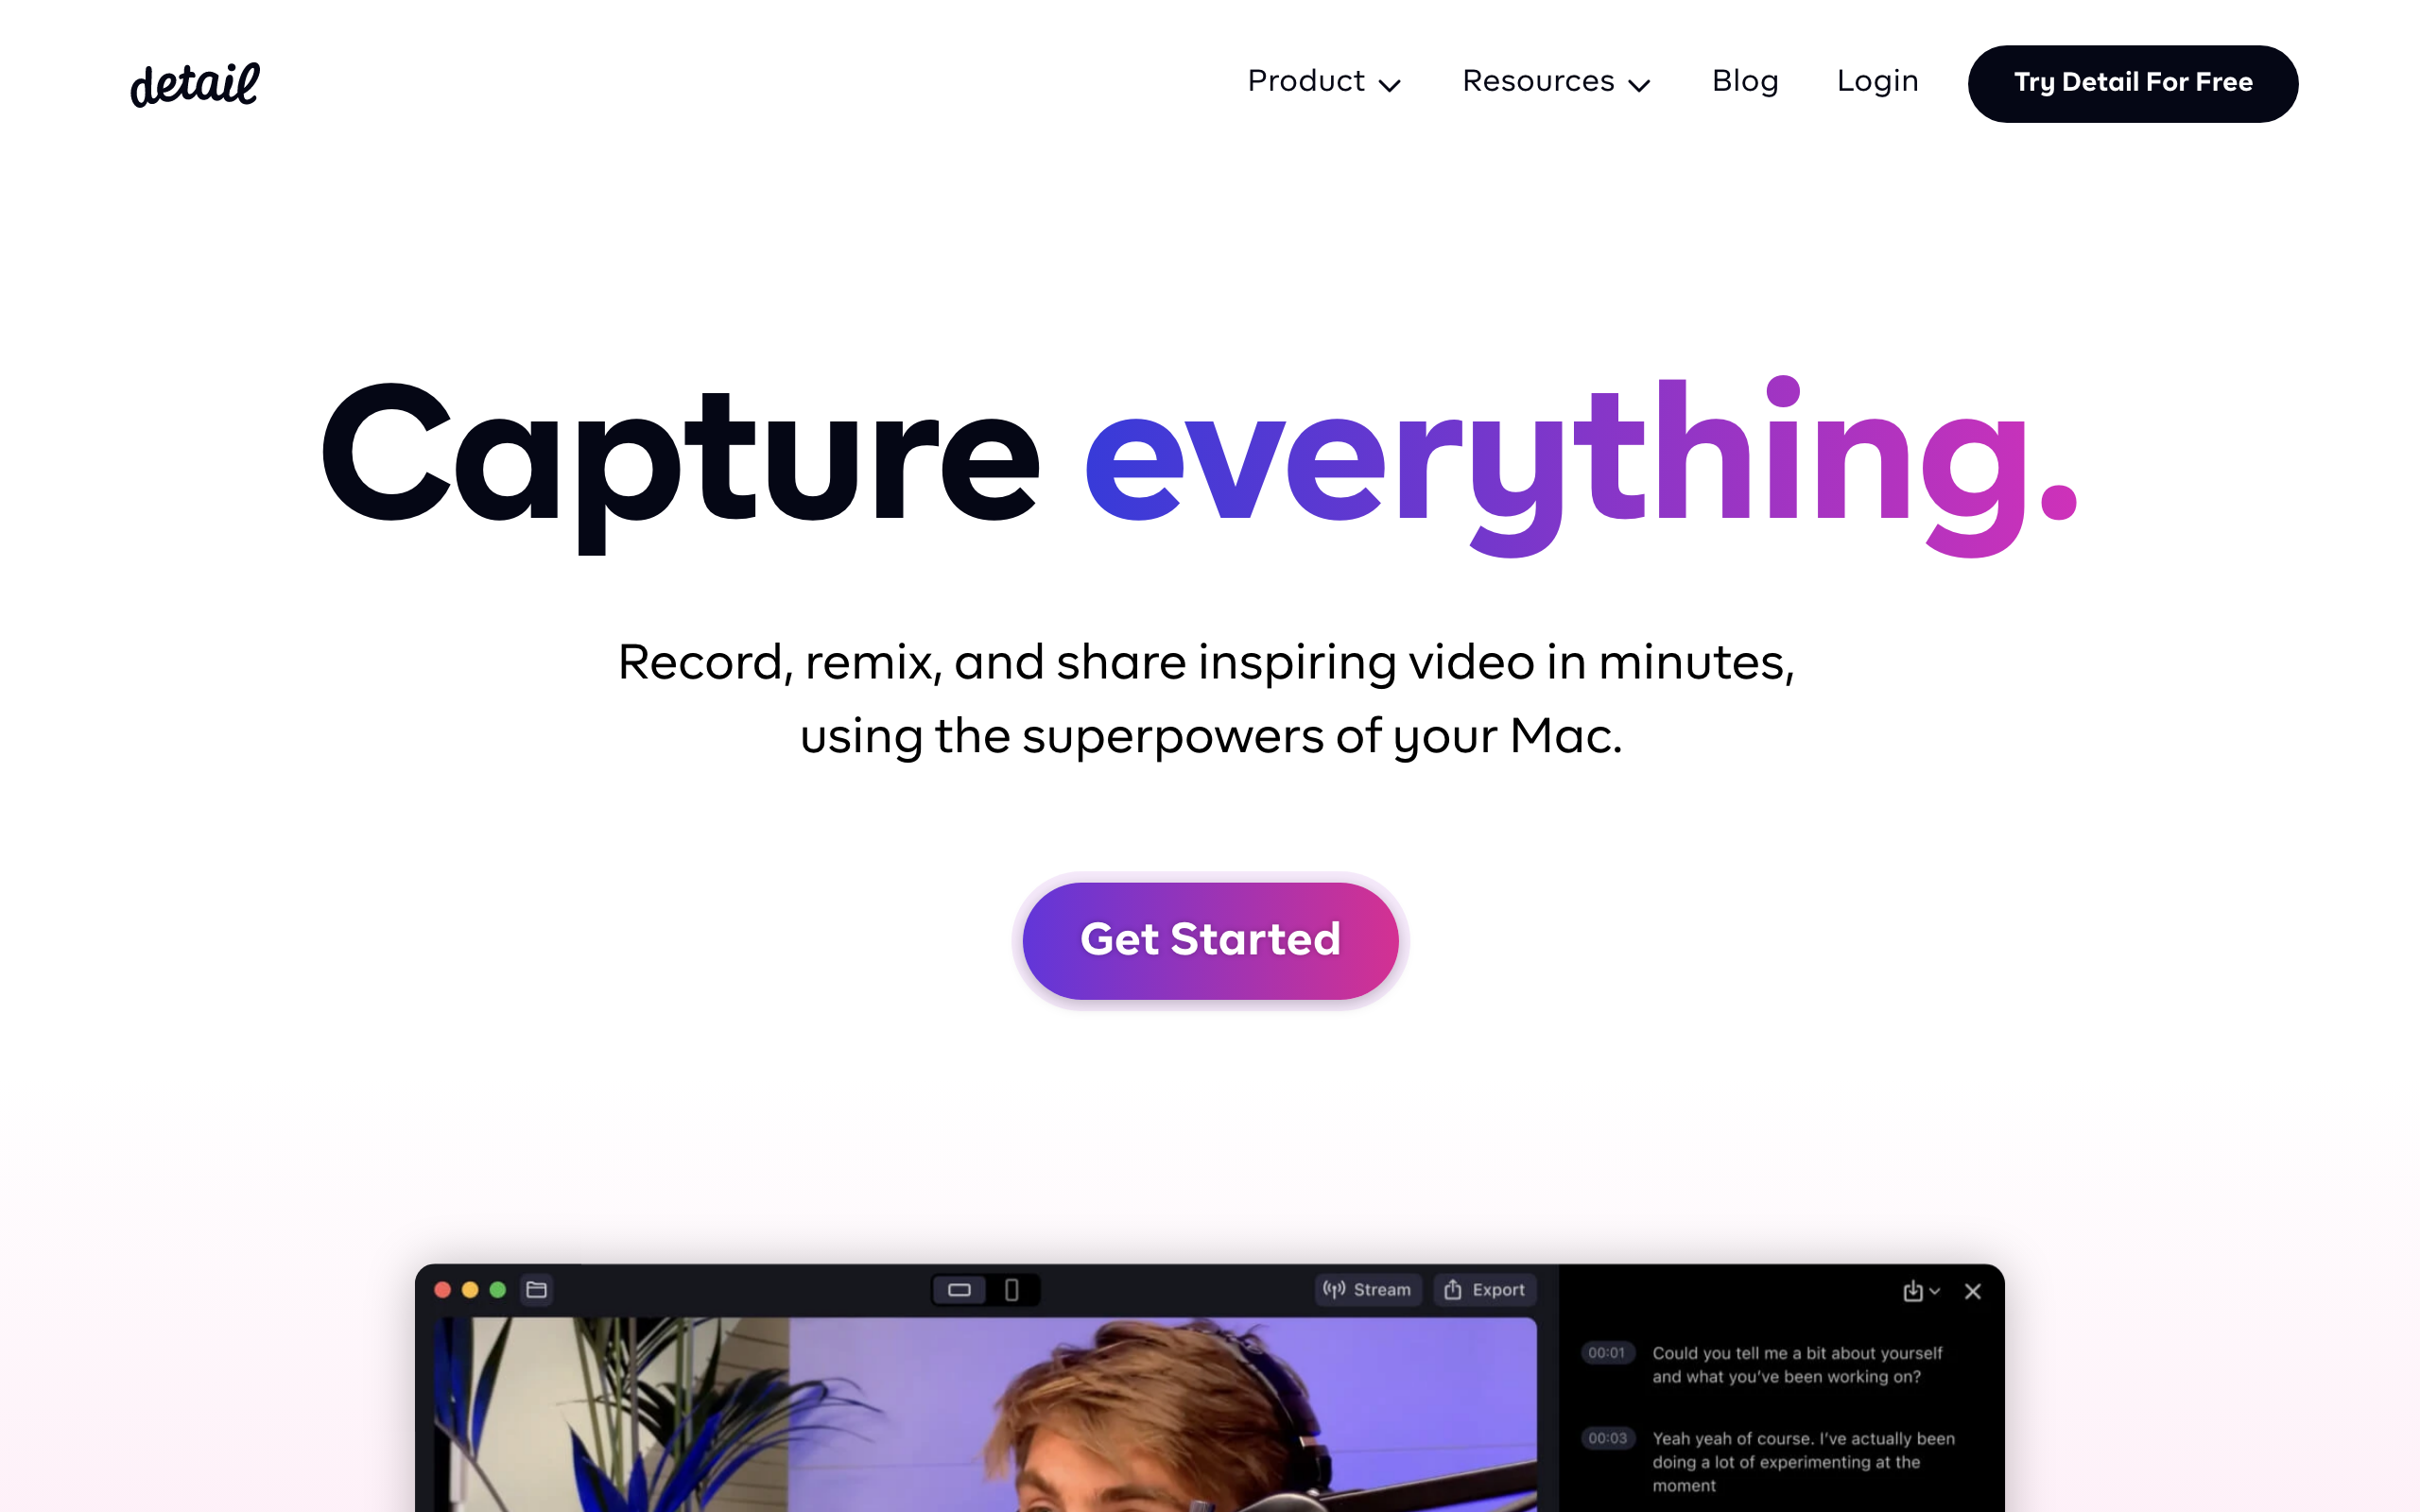 detail
Product
Resources
Blog
Login
Try Detail For Free
Capture everything.
Record, remix, and share inspiring video in minutes,
using the superpowers of your Mac.
Get Started
Stream
Export
00:01
Could you tell me a bit about yourself
and what you’ve been working on?
00:03
Yeah yeah of course. I’ve actually been
doing a lot of experimenting at the
moment